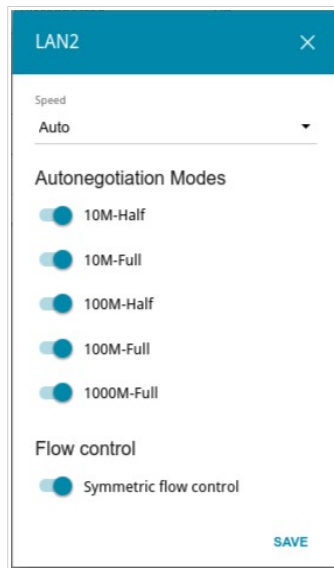 LAN2
Speed
Auto
Autonegotiation Modes
10M-Half
10M-Full
100M-Half
100M-Full
1000M-Full
Flow control
Symmetric flow control
SAVE